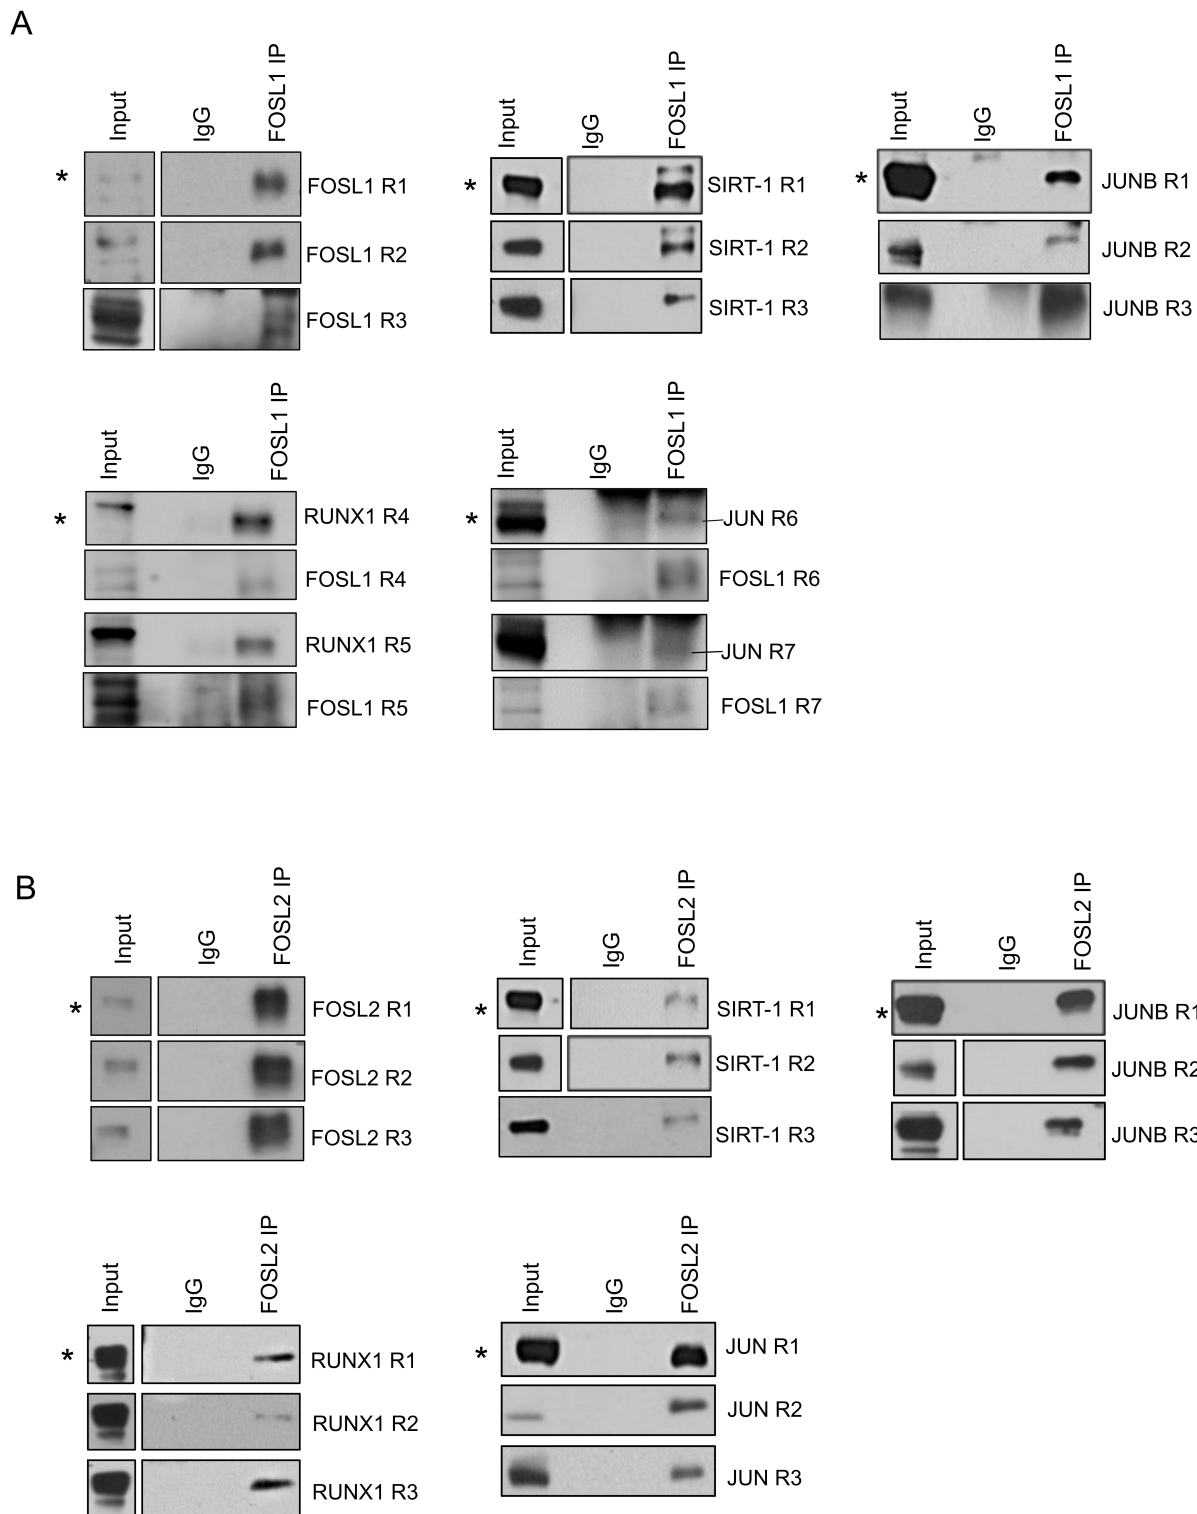 A
Input
IgG
FOSL1 IP
* FOSL1 R1
FOSL1 R2
FOSL1 R3
Input
IgG
FOSL1 IP
* SIRT-1 R1
SIRT-1 R2
SIRT-1 R3
Input
IgG
FOSL1 IP
* JUNB R1
JUNB R2
JUNB R3
Input
IgG
FOSL1 IP
* RUNX1 R4
FOSL1 R4
RUNX1 R5
FOSL1 R5
Input
IgG
FOSL1 IP
* JUN R6
FOSL1 R6
JUN R7
FOSL1 R7
B
Input
IgG
FOSL2 IP
* FOSL2 R1
FOSL2 R2
FOSL2 R3
Input
IgG
FOSL2 IP
* SIRT-1 R1
SIRT-1 R2
SIRT-1 R3
Input
IgG
FOSL2 IP
* JUNB R1
JUNB R2
JUNB R3
Input
IgG
FOSL2 IP
* RUNX1 R1
RUNX1 R2
RUNX1 R3
Input
IgG
FOSL2 IP
* JUN R1
JUN R2
JUN R3